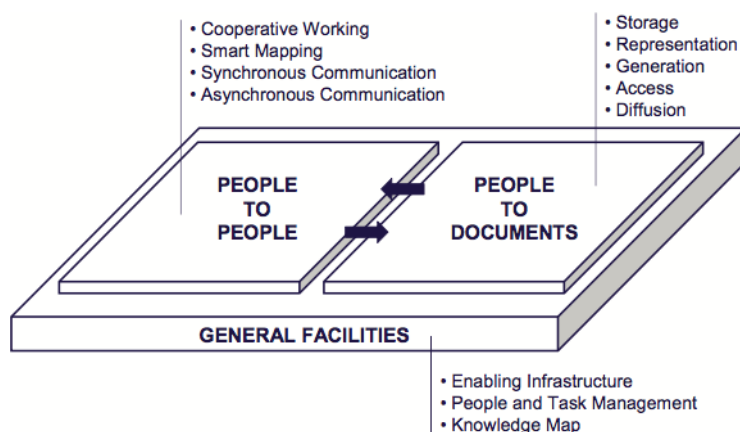 • Cooperative Working
• Smart Mapping
• Synchronous Communication
• Asynchronous Communication
• Storage
• Representation
• Generation
• Access
• Diffusion
PEOPLE
TO
PEOPLE
PEOPLE
TO
DOCUMENTS
GENERAL FACILITIES
• Enabling Infrastructure
• People and Task Management
• Knowledge Map